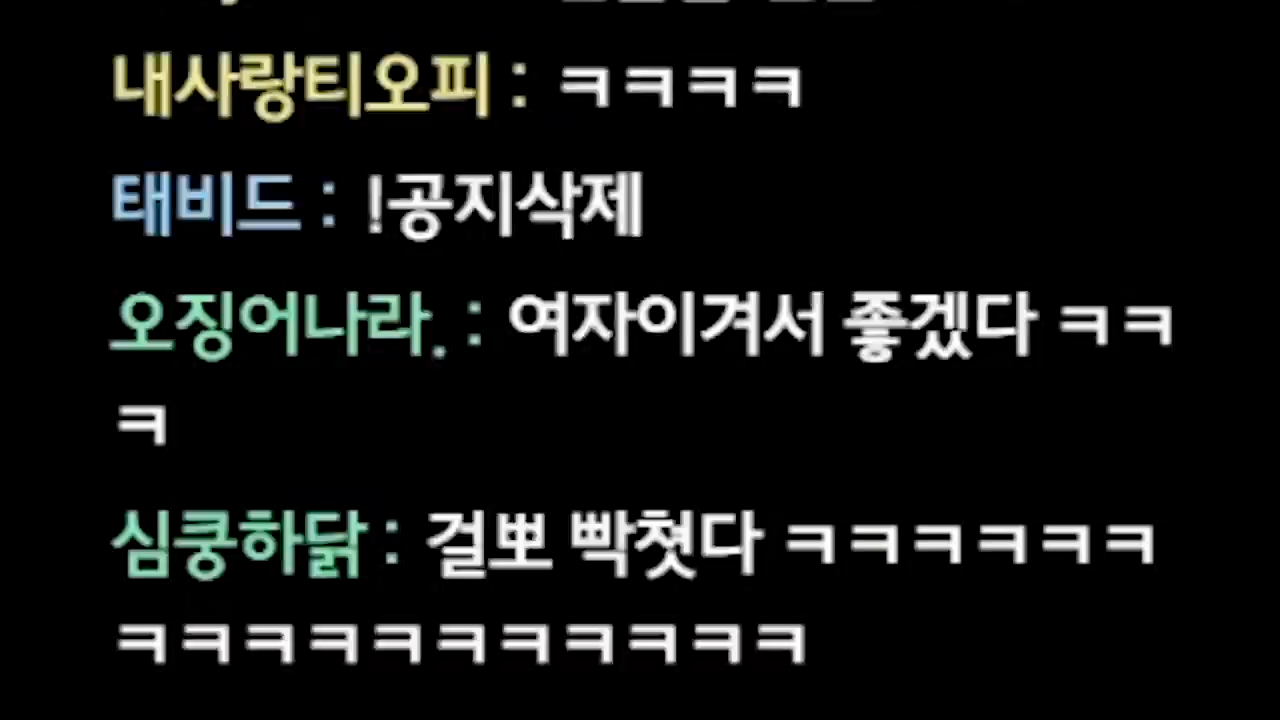 내사랑티오피 : ㅋㅋㅋㅋ
태비드 : !공지삭제
오징어나라. : 여자이겨서 좋겠다 ㅋㅋ
ㅋ
심쿵하닭 : 걸뽀 빡쳣다 ㅋㅋㅋㅋㅋㅋ
ㅋㅋㅋㅋㅋㅋㅋㅋㅋㅋㅋ